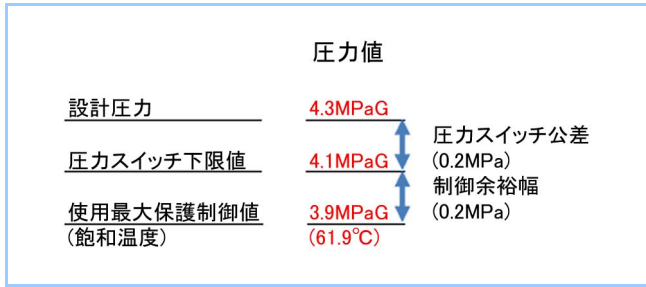 圧力値
設計圧力 4.3MPaG
圧力スイッチ公差
圧力スイッチ下限値 4.1MPaG (0.2MPa)
制御余裕幅
使用最大保護制御値 3.9MPaG (0.2MPa)
(飽和温度) (61.9℃)